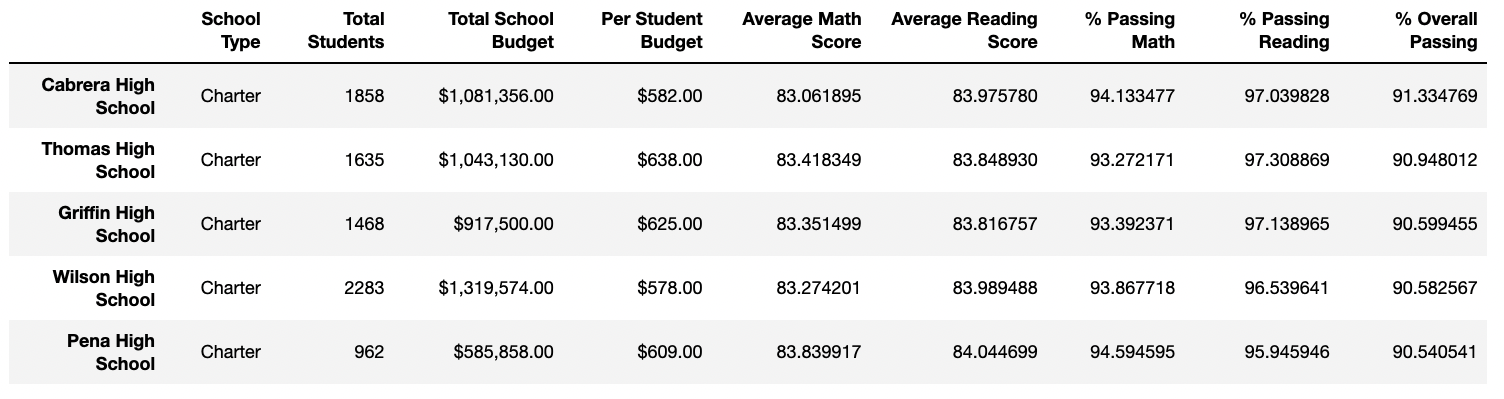 School Type Total Students Total School Budget Per Student Budget Average Math Score Average Reading Score % Passing Math % Passing Reading % Overall Passing
Cabrera High School Charter 1858 $1,081,356.00 $582.00 83.061895 83.975780 94.133477 97.039828 91.334769
Thomas High School Charter 1635 $1,043,130.00 $638.00 83.418349 83.848930 93.272171 97.308869 90.948012
Griffin High School Charter 1468 $917,500.00 $625.00 83.351499 83.816757 93.392371 97.138965 90.599455
Wilson High School Charter 2283 $1,319,574.00 $578.00 83.274201 83.989488 93.867718 96.539641 90.582567
Pena High School Charter 962 $585,858.00 $609.00 83.839917 84.044699 94.594595 95.945946 90.540541